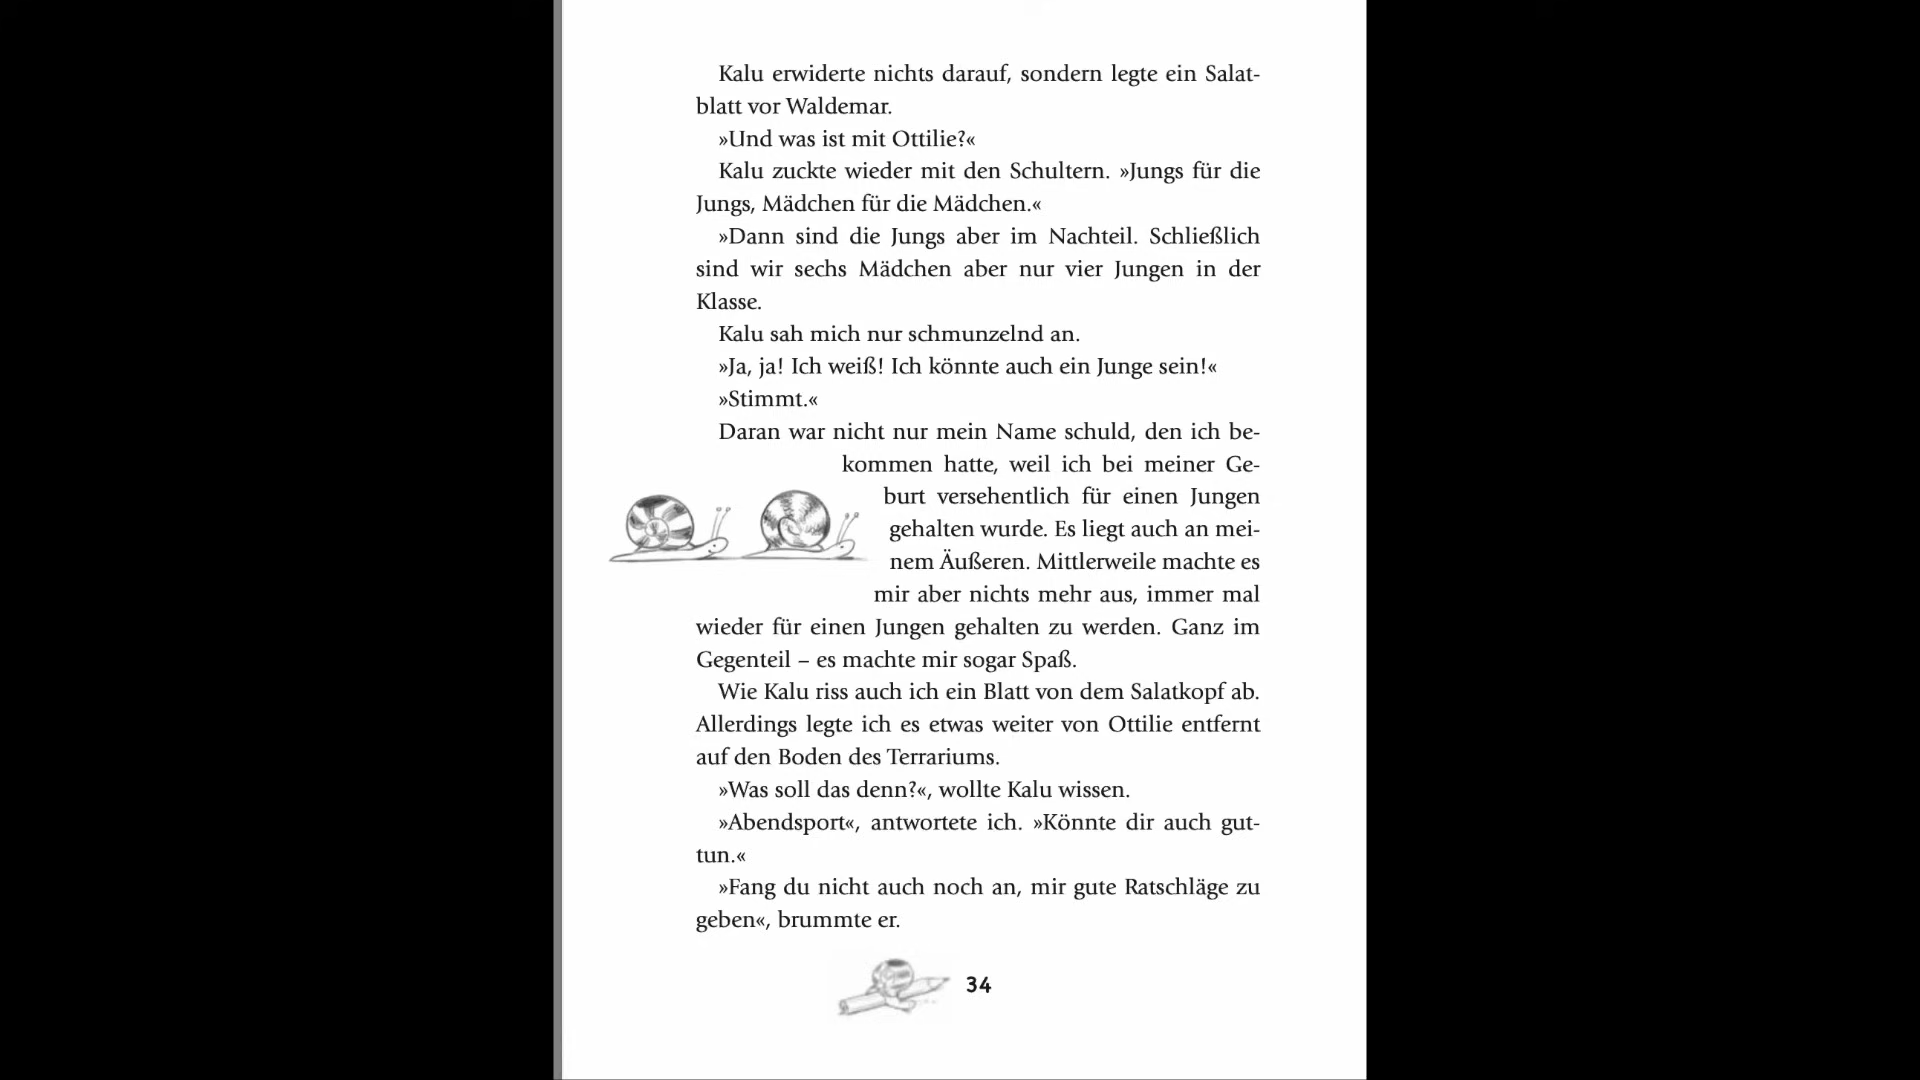 Kalu erwiderte nichts darauf, sondern legte ein Salat-
blatt vor Waldemar.
»Und was ist mit Ottilie?«
Kalu zuckte wieder mit den Schultern. »Jungs für die
Jungs, Mädchen für die Mädchen.«
»Dann sind die Jungs aber im Nachteil. Schließlich
sind wir sechs Mädchen aber nur vier Jungen in der
Klasse.
Kalu sah mich nur schmunzelnd an.
»Ja, ja! Ich weiß! Ich könnte auch ein Junge sein!«
»Stimmt.«
Daran war nicht nur mein Name schuld, den ich be-
kommen hatte, weil ich bei meiner Ge-
burt versehentlich für einen Jungen
gehalten wurde. Es liegt auch an mei-
nem Äußeren. Mittlerweile machte es
mir aber nichts mehr aus, immer mal
wieder für einen Jungen gehalten zu werden. Ganz im
Gegenteil – es machte mir sogar Spaß.
Wie Kalu riss auch ich ein Blatt von dem Salatkopf ab.
Allerdings legte ich es etwas weiter von Ottilie entfernt
auf den Boden des Terrariums.
»Was soll das denn?«, wollte Kalu wissen.
»Abendsport«, antwortete ich. »Könnte dir auch gut-
tun.«
»Fang du nicht auch noch an, mir gute Ratschläge zu
geben«, brummte er.
34